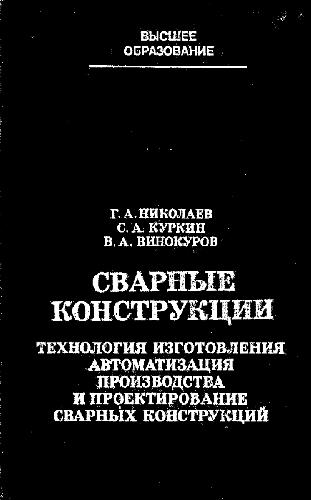 ВЫСШЕЕ
ОБРАЗОВАНИЕ
Г. А. НИКОЛАЕВ
С. А. КУРКИН
В. А. ВИНОКУРОВ
СВАРНЫЕ
КОНСТРУКЦИИ
ТЕХНОЛОГИЯ ИЗГОТОВЛЕНИЯ
АВТОМАТИЗАЦИЯ
ПРОИЗВОДСТВА
И ПРОЕКТИРОВАНИЕ
СВАРНЫХ КОНСТРУКЦИЙ